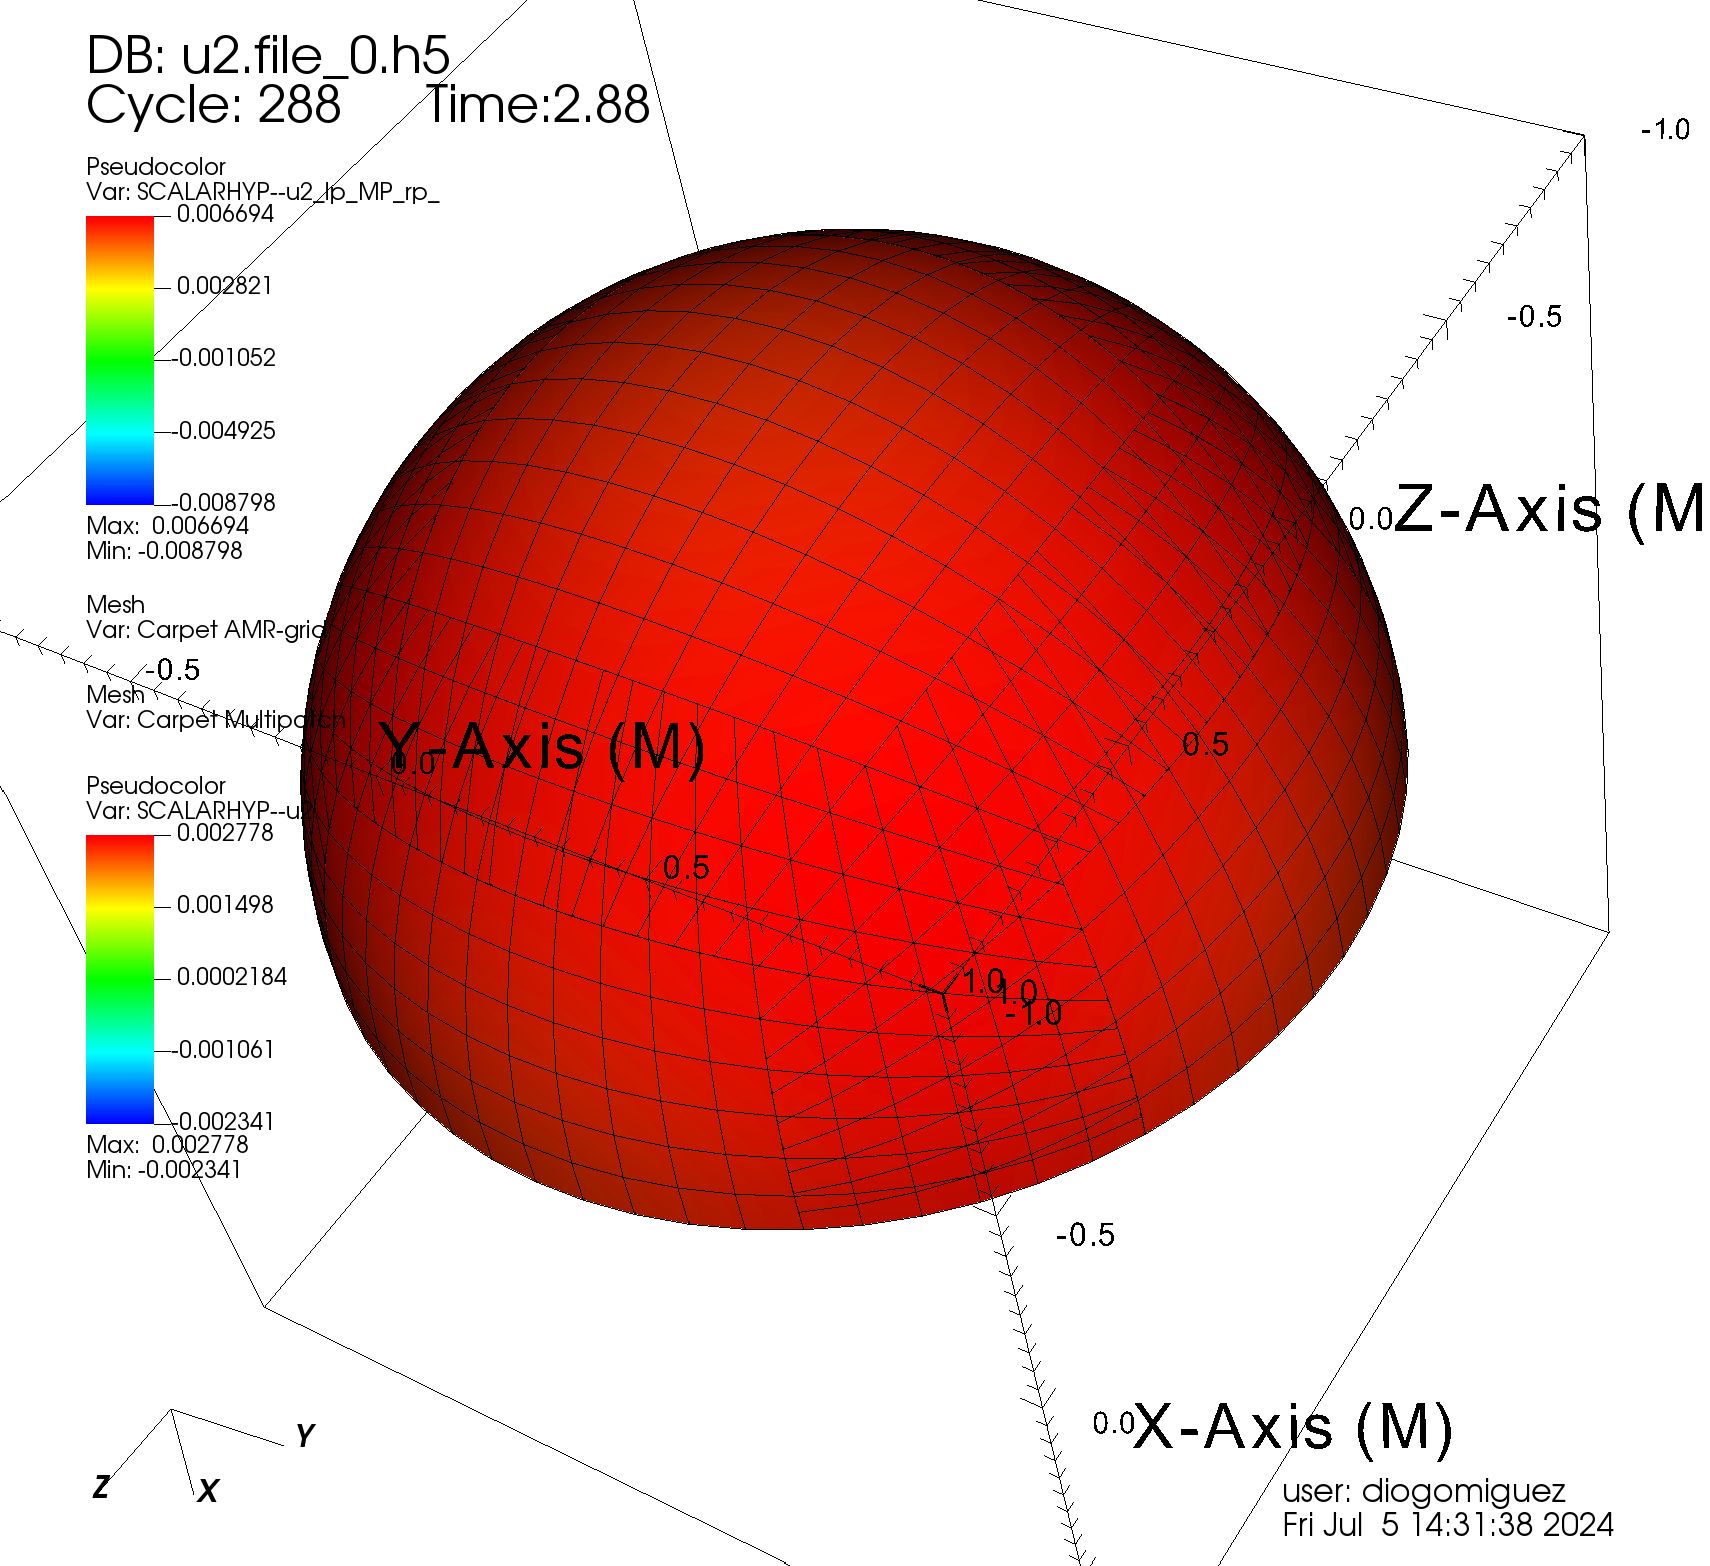 DB: u2.file_0.h5
Cycle: 288 Time:2.88
Pseudocolor
Var: SCALARHYP--u2_lp_MP_rp_
0.006694
0.002821
-0.001052
-0.004925
-0.008798
Max: 0.006694
Min: -0.008798
Mesh
Var: Carpet AMR-grid
Mesh
Var: Carpet Multipatch
Pseudocolor
Var: SCALARHYP--u2
0.002778
0.001498
0.0002184
-0.001061
-0.002341
Max: 0.002778
Min: -0.002341
-1.0
-0.5
0.0
Z-Axis (M
0.5
1.0
-0.5
Y-Axis (M)
0.0
0.5
1.0
-1.0
-0.5
0.0
X-Axis (M)
Z
X
Y
user: diogomiguez
Fri Jul 5 14:31:38 2024